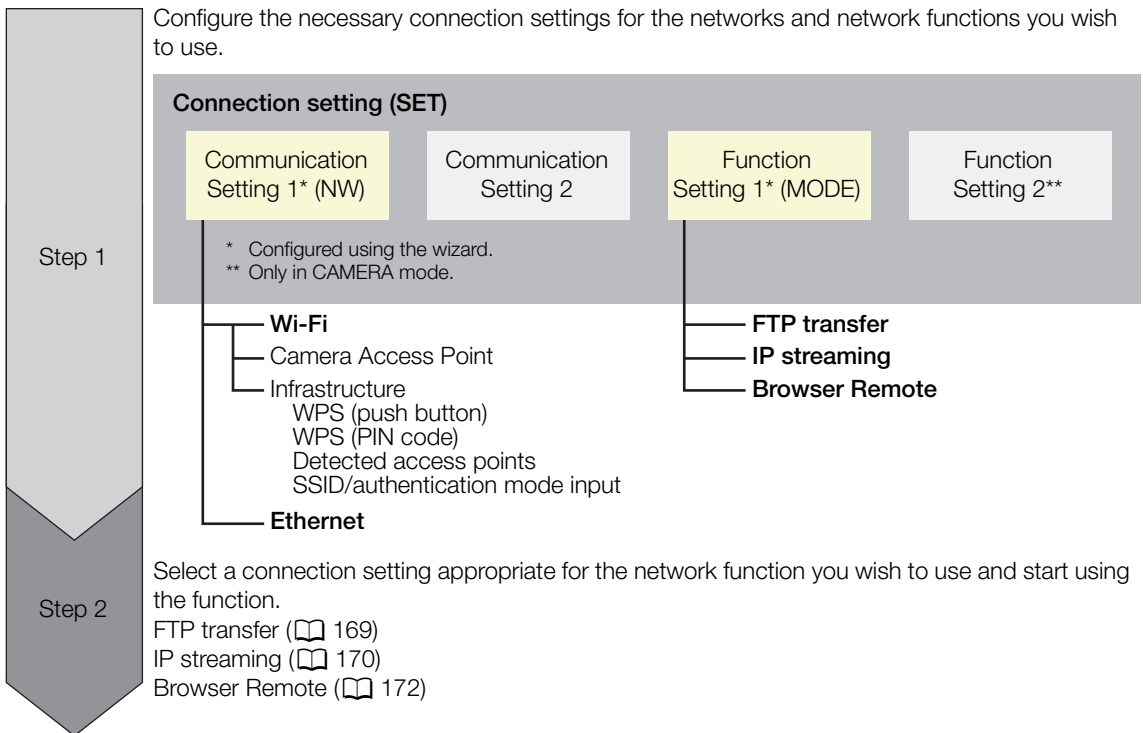 Configure the necessary connection settings for the networks and network functions you wish
to use.
Connection setting (SET)
Communication
Setting 1* (NW)
Communication
Setting 2
Function
Setting 1* (MODE)
Function
Setting 2**
* Configured using the wizard.
** Only in CAMERA mode.
Step 1
Wi-Fi
Camera Access Point
Infrastructure
WPS (push button)
WPS (PIN code)
Detected access points
SSID/authentication mode input
Ethernet
FTP transfer
IP streaming
Browser Remote
Step 2
Select a connection setting appropriate for the network function you wish to use and start using
the function.
FTP transfer (169)
IP streaming (170)
Browser Remote (172)